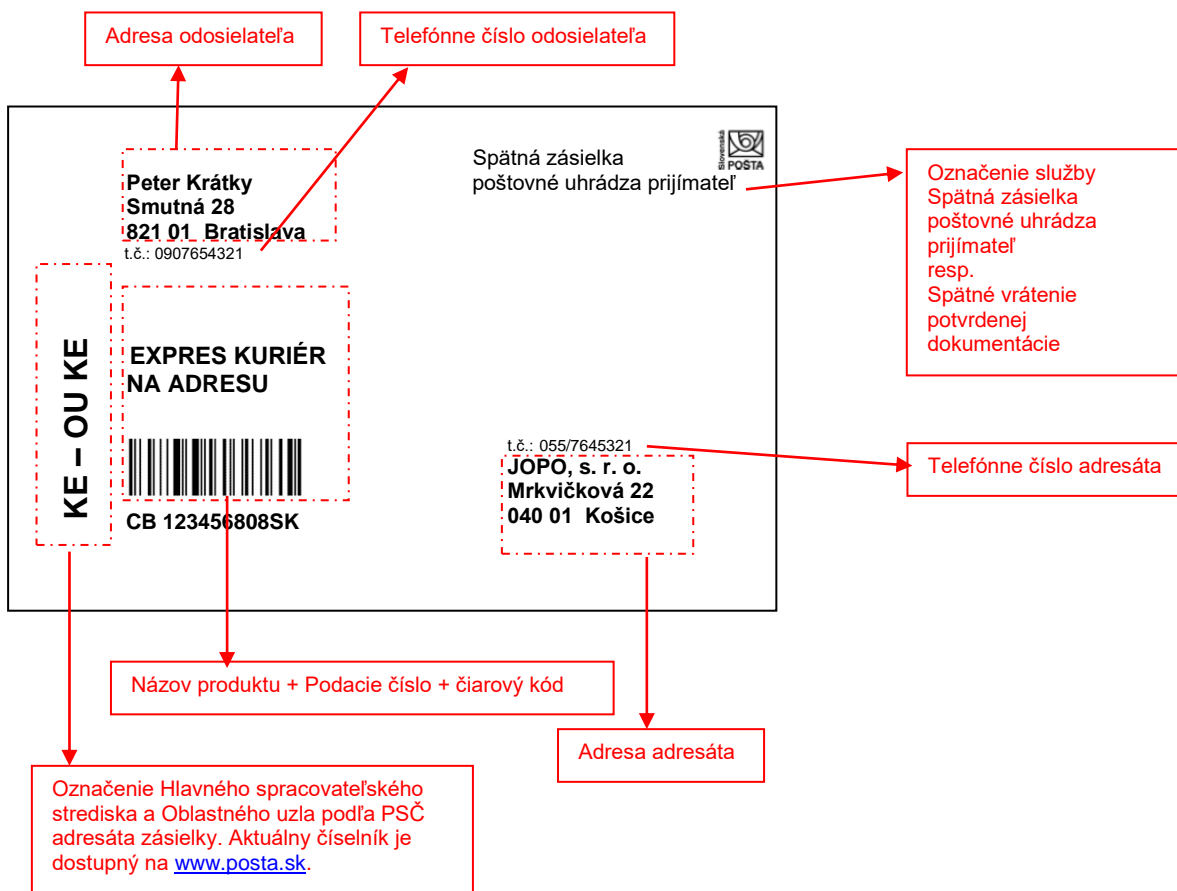 Adresa odosielateľa
Telefónne číslo odosielateľa
Spätná zásielka
poštovné uhrádza prijímateľ
Slovenská
POŠTA
Peter Krátky
Smutná 28
821 01 Bratislava
t.č.: 0907654321
Označenie služby
Spätná zásielka
poštovné uhrádza
prijímateľ
resp.
Spätné vrátenie
potvrdenej
dokumentácie
KE – OU KE
EXPRES KURIÉR
NA ADRESU
CB 123456808SK
t.č.: 055/7645321
JOPO, s. r. o.
Mrkvičková 22
040 01 Košice
Telefónne číslo adresáta
Názov produktu + Podacie číslo + čiarový kód
Adresa adresáta
Označenie Hlavného spracovateľského
strediska a Oblastného uzla podľa PSČ
adresáta zásielky. Aktuálny číselník je
dostupný na www.posta.sk.